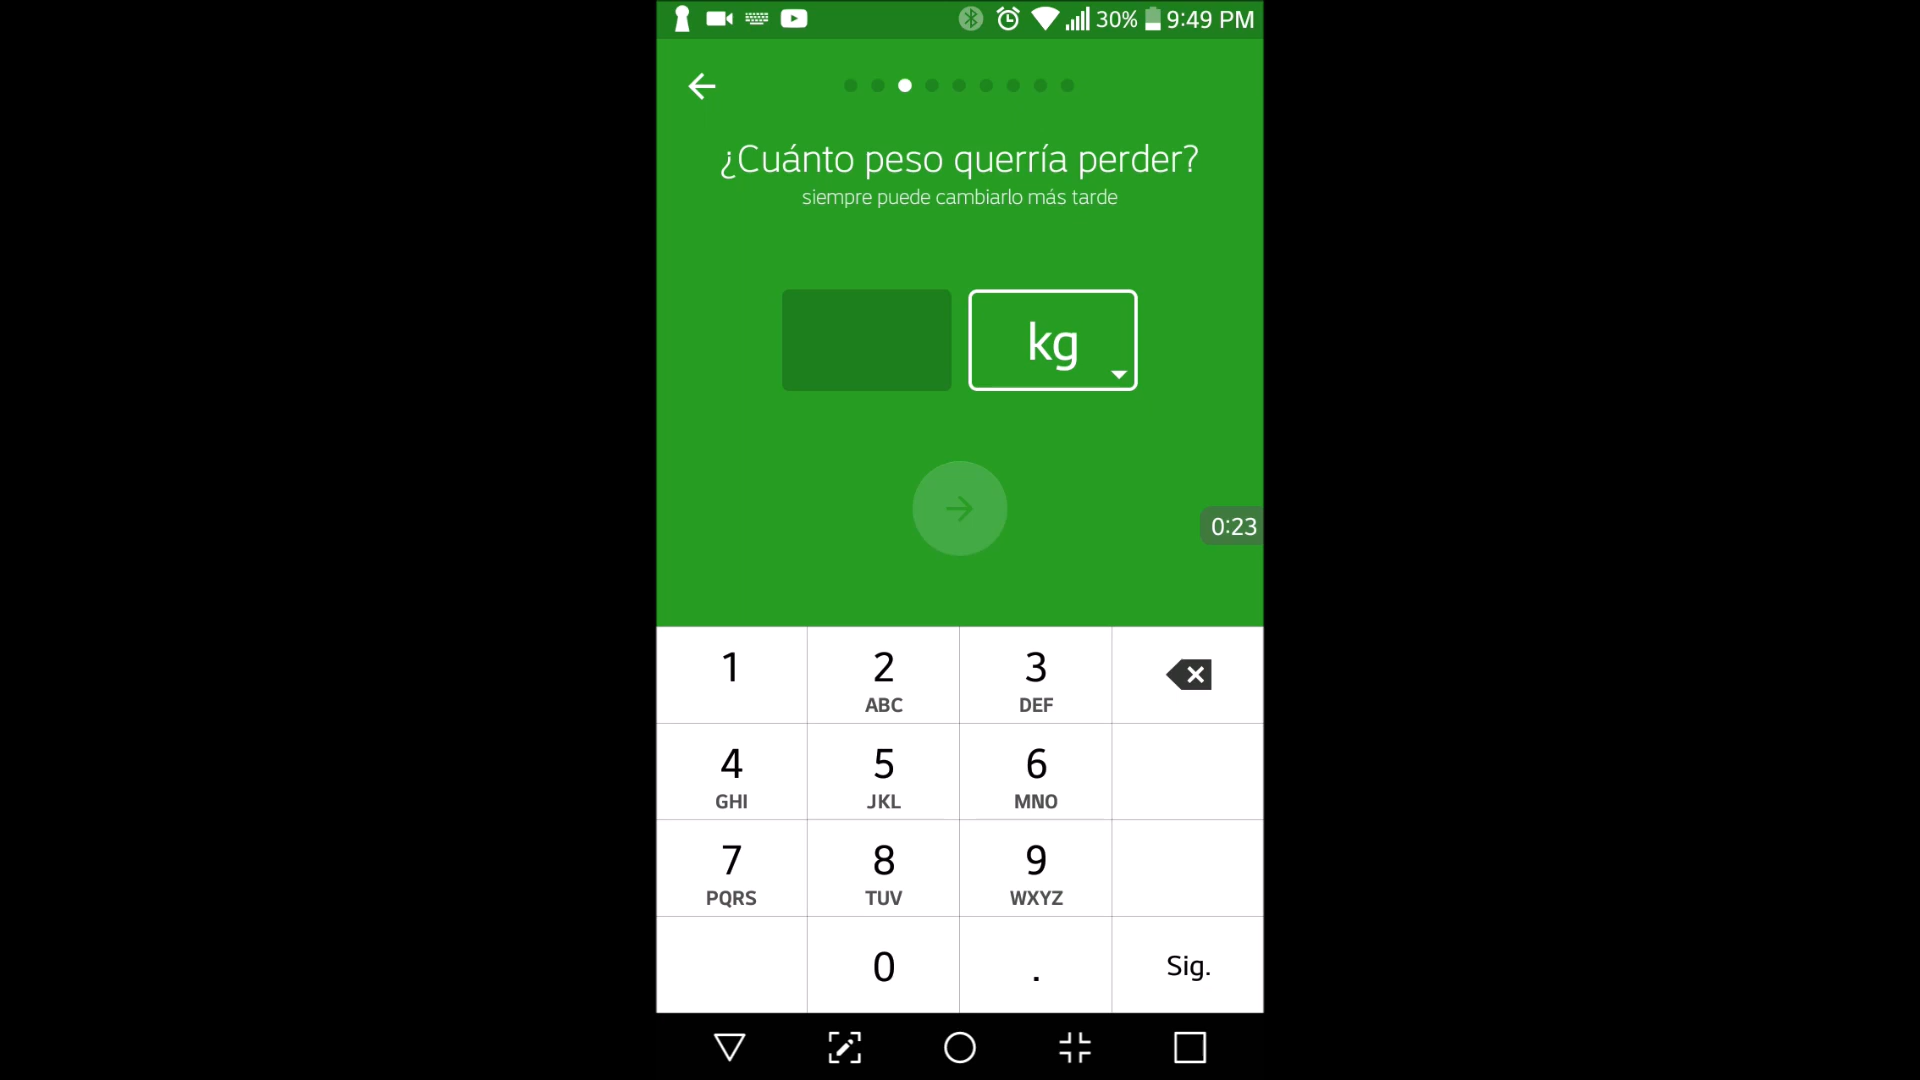 30% 9:49 PM
¿Cuánto peso querría perder?
siempre puede cambiarlo más tarde
kg
0:23
1 2 3
ABC DEF
4 5 6
GHI JKL MNO
7 8 9
PQRS TUV WXYZ
0 . Sig.